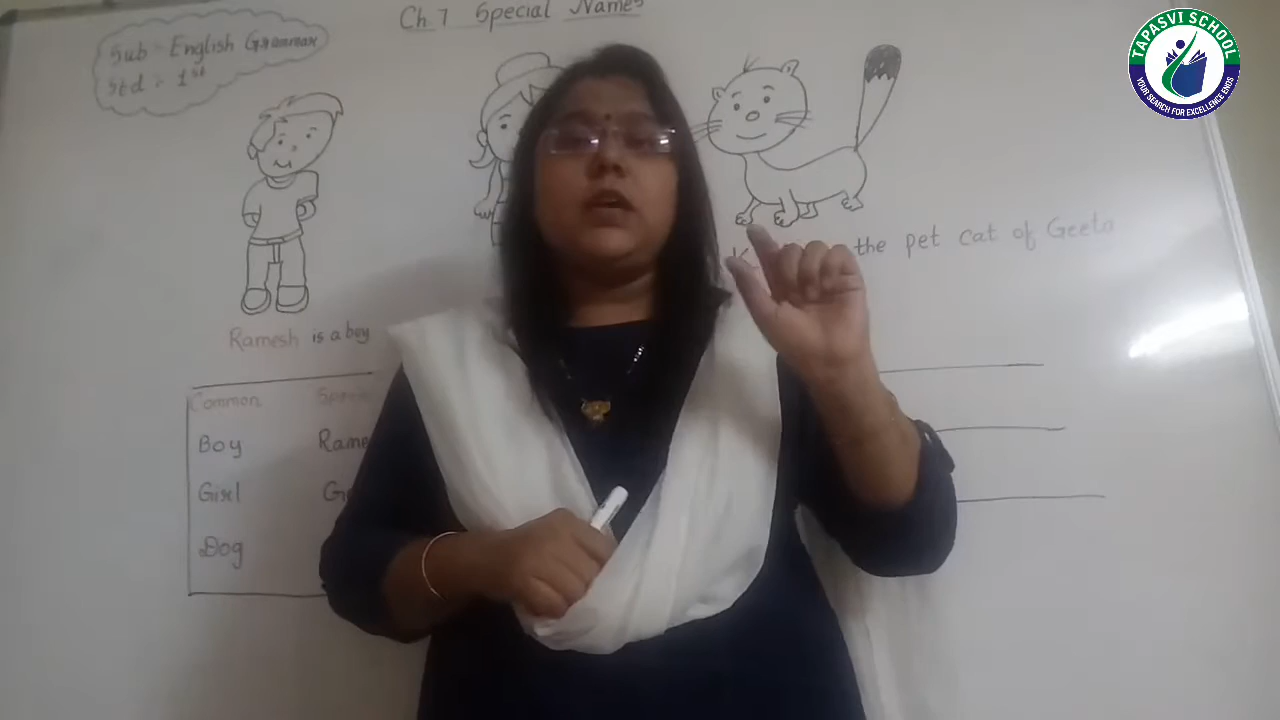 Ch.7 Special Names
Sub - English Grammar
Std - 1st
TAPASVI SCHOOL
YOUR SEARCH FOR EXCELLENCE ENDS
the pet cat of Geeta
Ramesh is a boy
Common
Boy
Girl
Dog